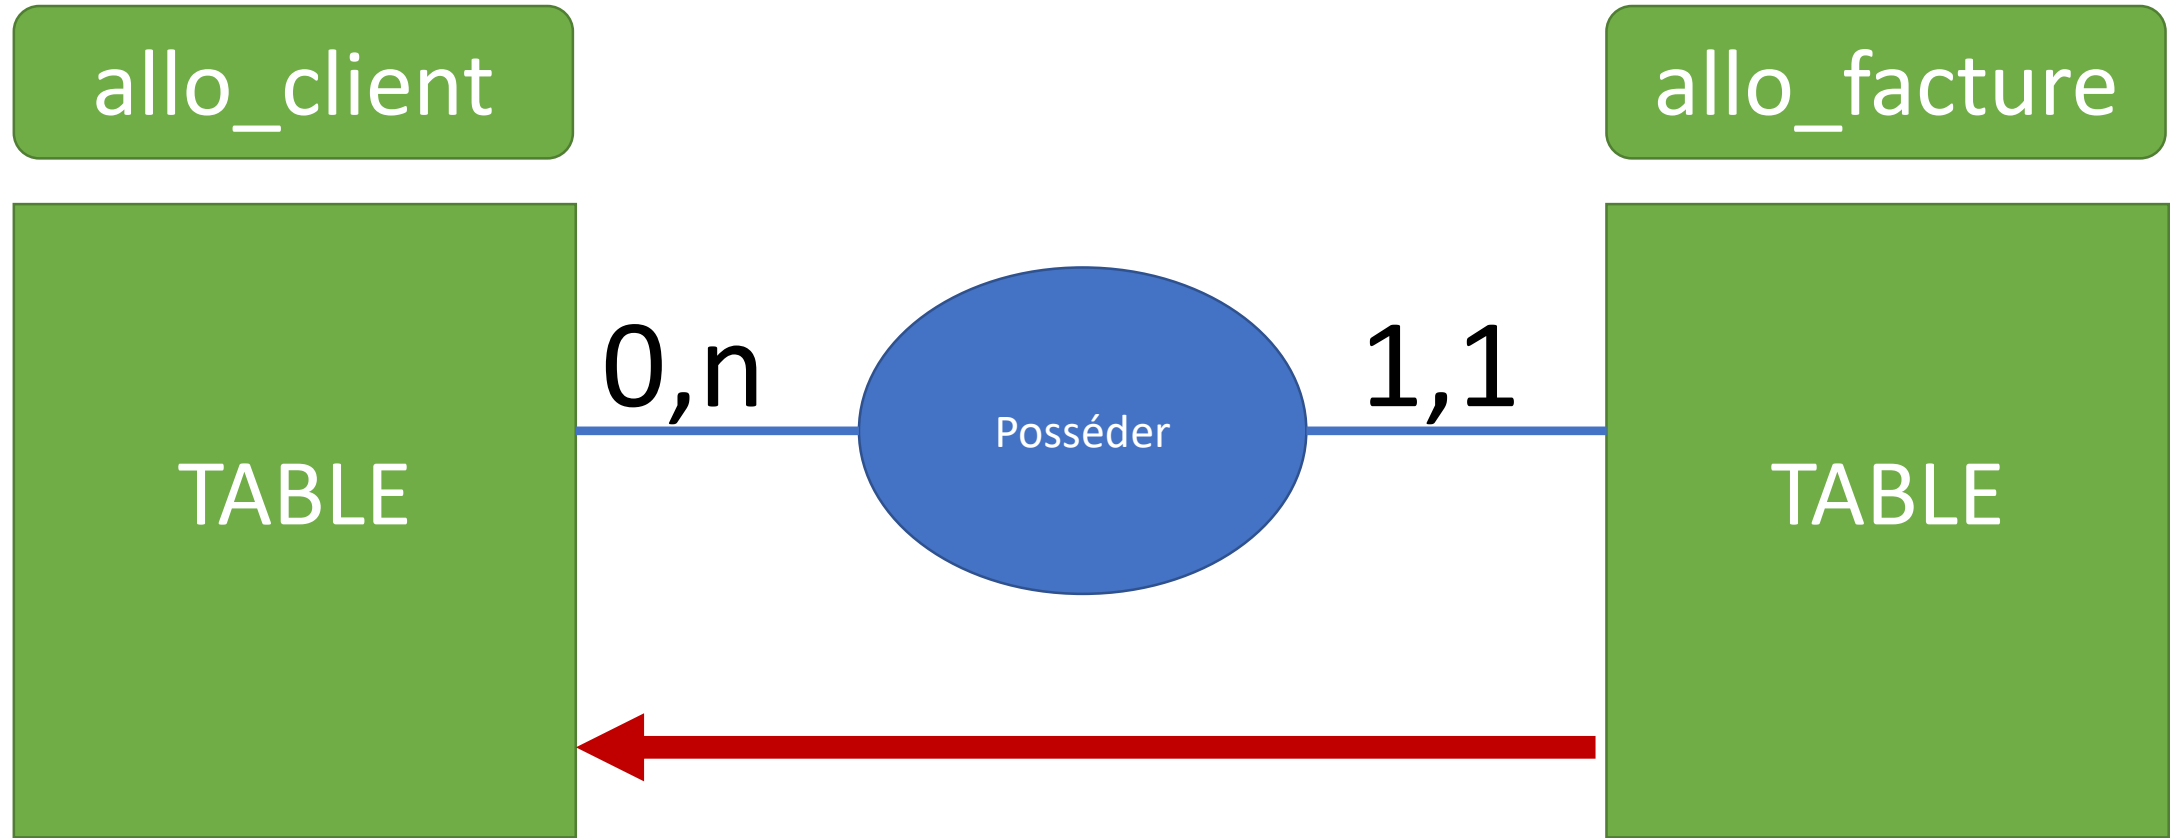 allo_client
allo_facture
0,n
1,1
Posséder
TABLE
TABLE